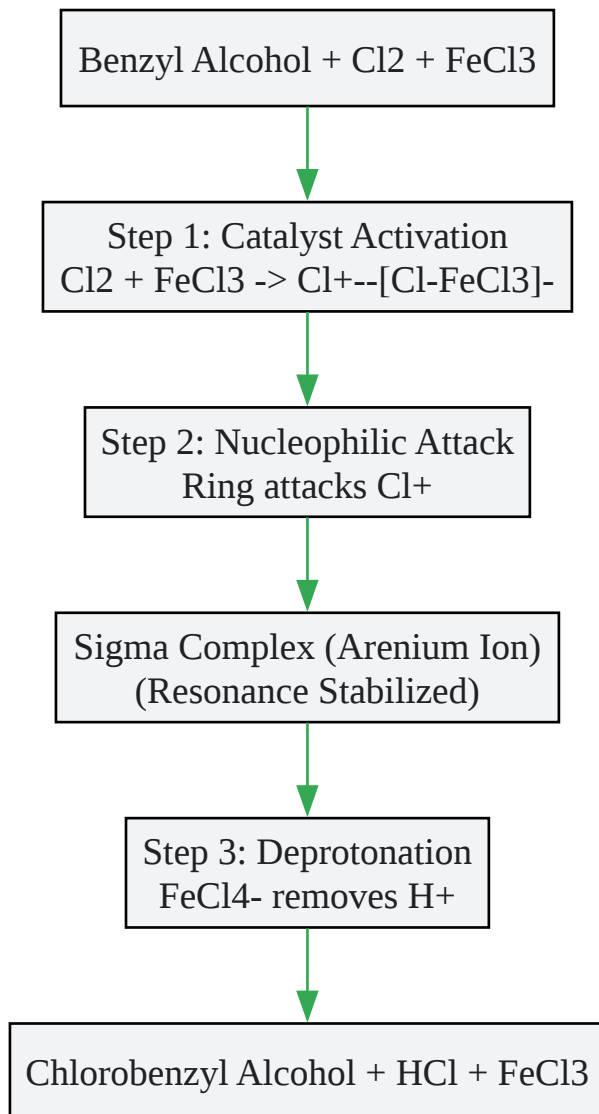 Benzyl Alcohol + Cl2 + FeCl3
Step 1: Catalyst Activation
Cl2 + FeCl3 -> Cl+--[Cl-FeCl3]-
Step 2: Nucleophilic Attack
Ring attacks Cl+
Sigma Complex (Arenium Ion)
(Resonance Stabilized)
Step 3: Deprotonation
FeCl4- removes H+
Chlorobenzyl Alcohol + HCl + FeCl3